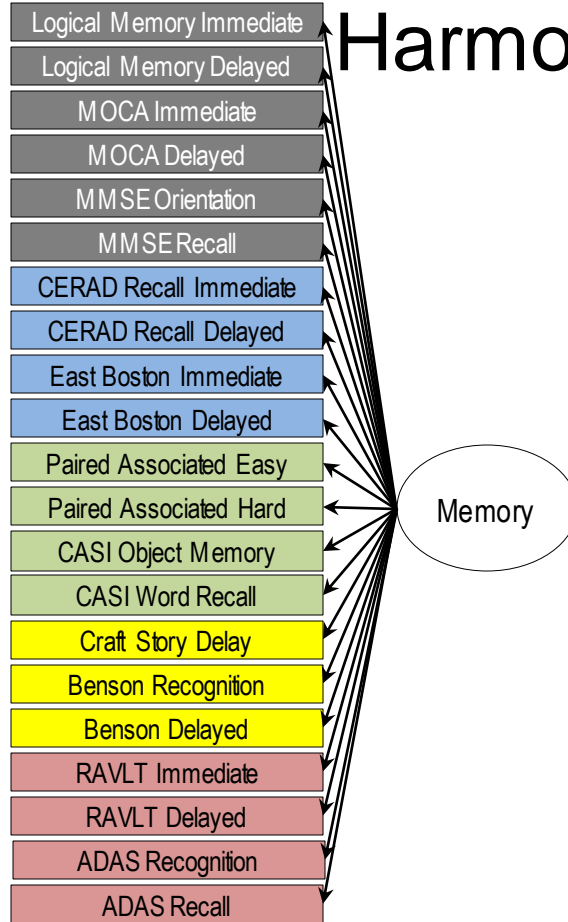 Logical Memory Immediate
Harmo
Logical Memory Delayed
MOCA Immediate
MOCA Delayed
MMSE Orientation
MMSE Recall
CERAD Recall Immediate
CERAD Recall Delayed
East Boston Immediate
East Boston Delayed
Paired Associated Easy
Paired Associated Hard
Memory
CASI Object Memory
CASI Word Recall
Craft Story Delay
Benson Recognition
Benson Delayed
RAVLT Immediate
RAVLT Delayed
ADAS Recognition
ADAS Recall